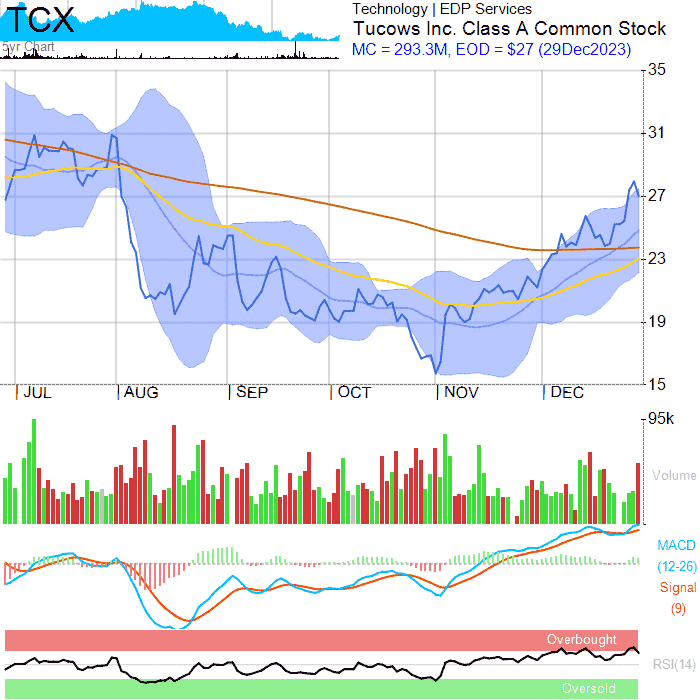 TCX
5yr Chart
Technology | EDP Services
Tucows Inc. Class A Common Stock
MC = 293.3M, EOD = $27 (29Dec2023)
35
31
27
23
19
15
| JUL | AUG | SEP | OCT | NOV | DEC
95k
Volume
MACD
(12-26)
Signal
(9)
Overbought
RSI(14)
Oversold